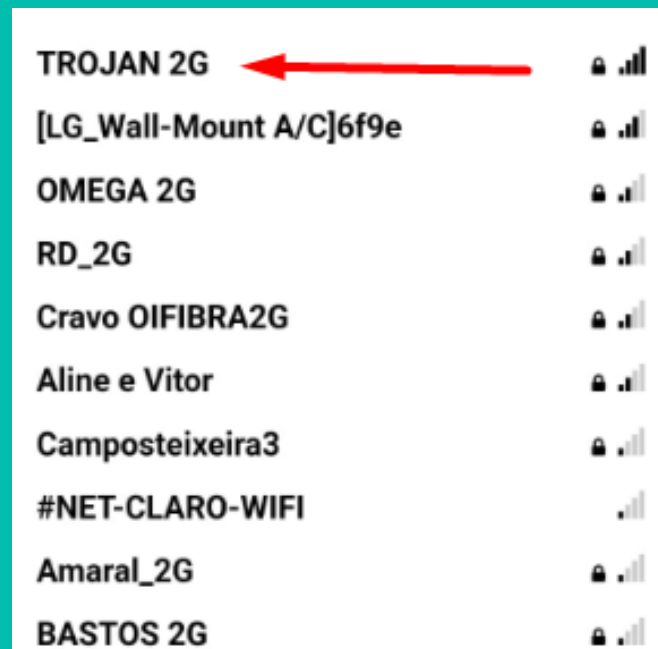 TROJAN 2G
[LG_Wall-Mount A/C]6f9e
OMEGA 2G
RD_2G
Cravo OIFIBRA2G
Aline e Vitor
Camposteixeira3
#NET-CLARO-WIFI
Amaral_2G
BASTOS 2G